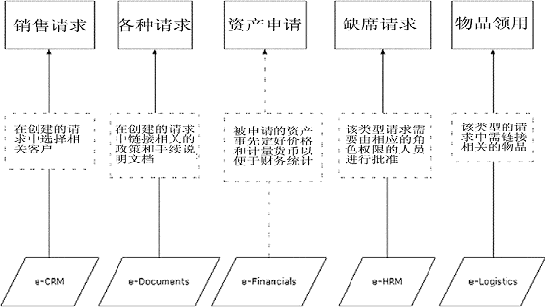 销售请求
各种请求
资产申请
缺席请求
物品领用
在创建的请
求中选择相
关客户
在创建的请求
中链接相关的
政策和手续说
明文档
被申请的资产
事先定好价格
和计量货币以
便于财务统计
该类型请求需
要由相应的角
色权限的人员
进行批准
该类型的请
求中需链接
相关的物品
e-CRM
e-Documents
e-Financials
e-HRM
e-Logistics